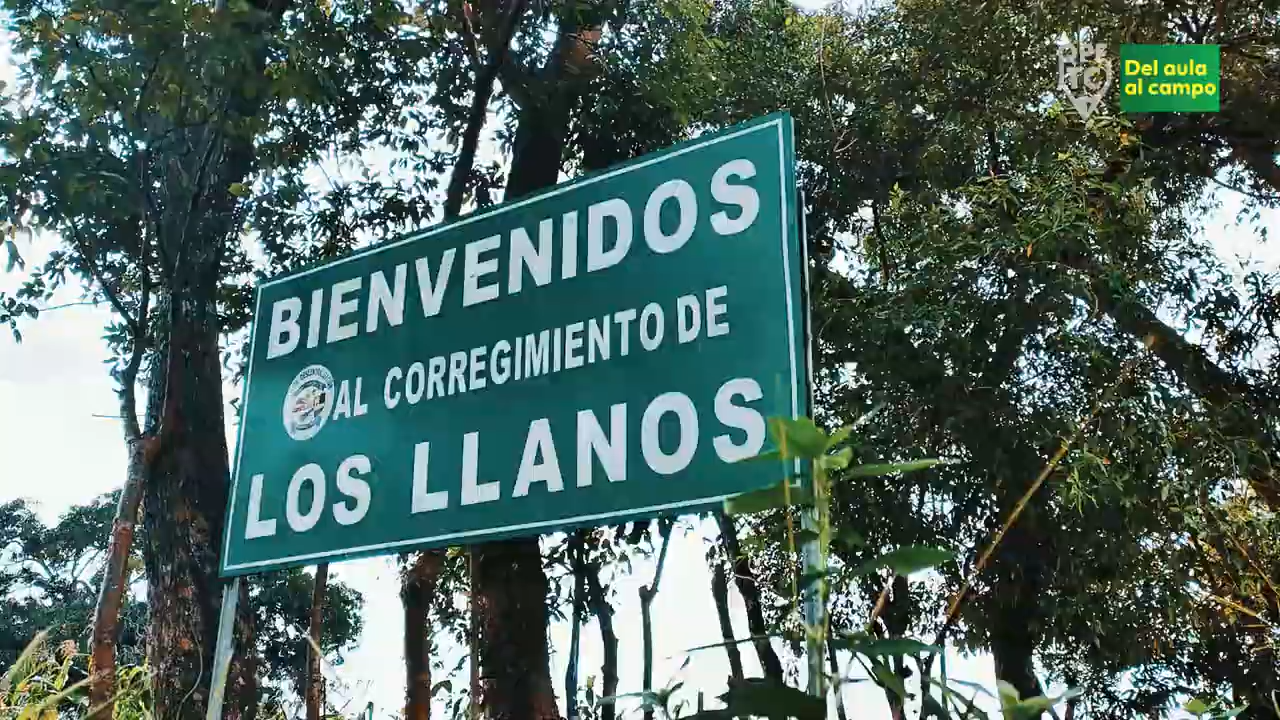 BIENVENIDOS
AL CORREGIMIENTO DE
LOS LLANOS
Del aula
al campo